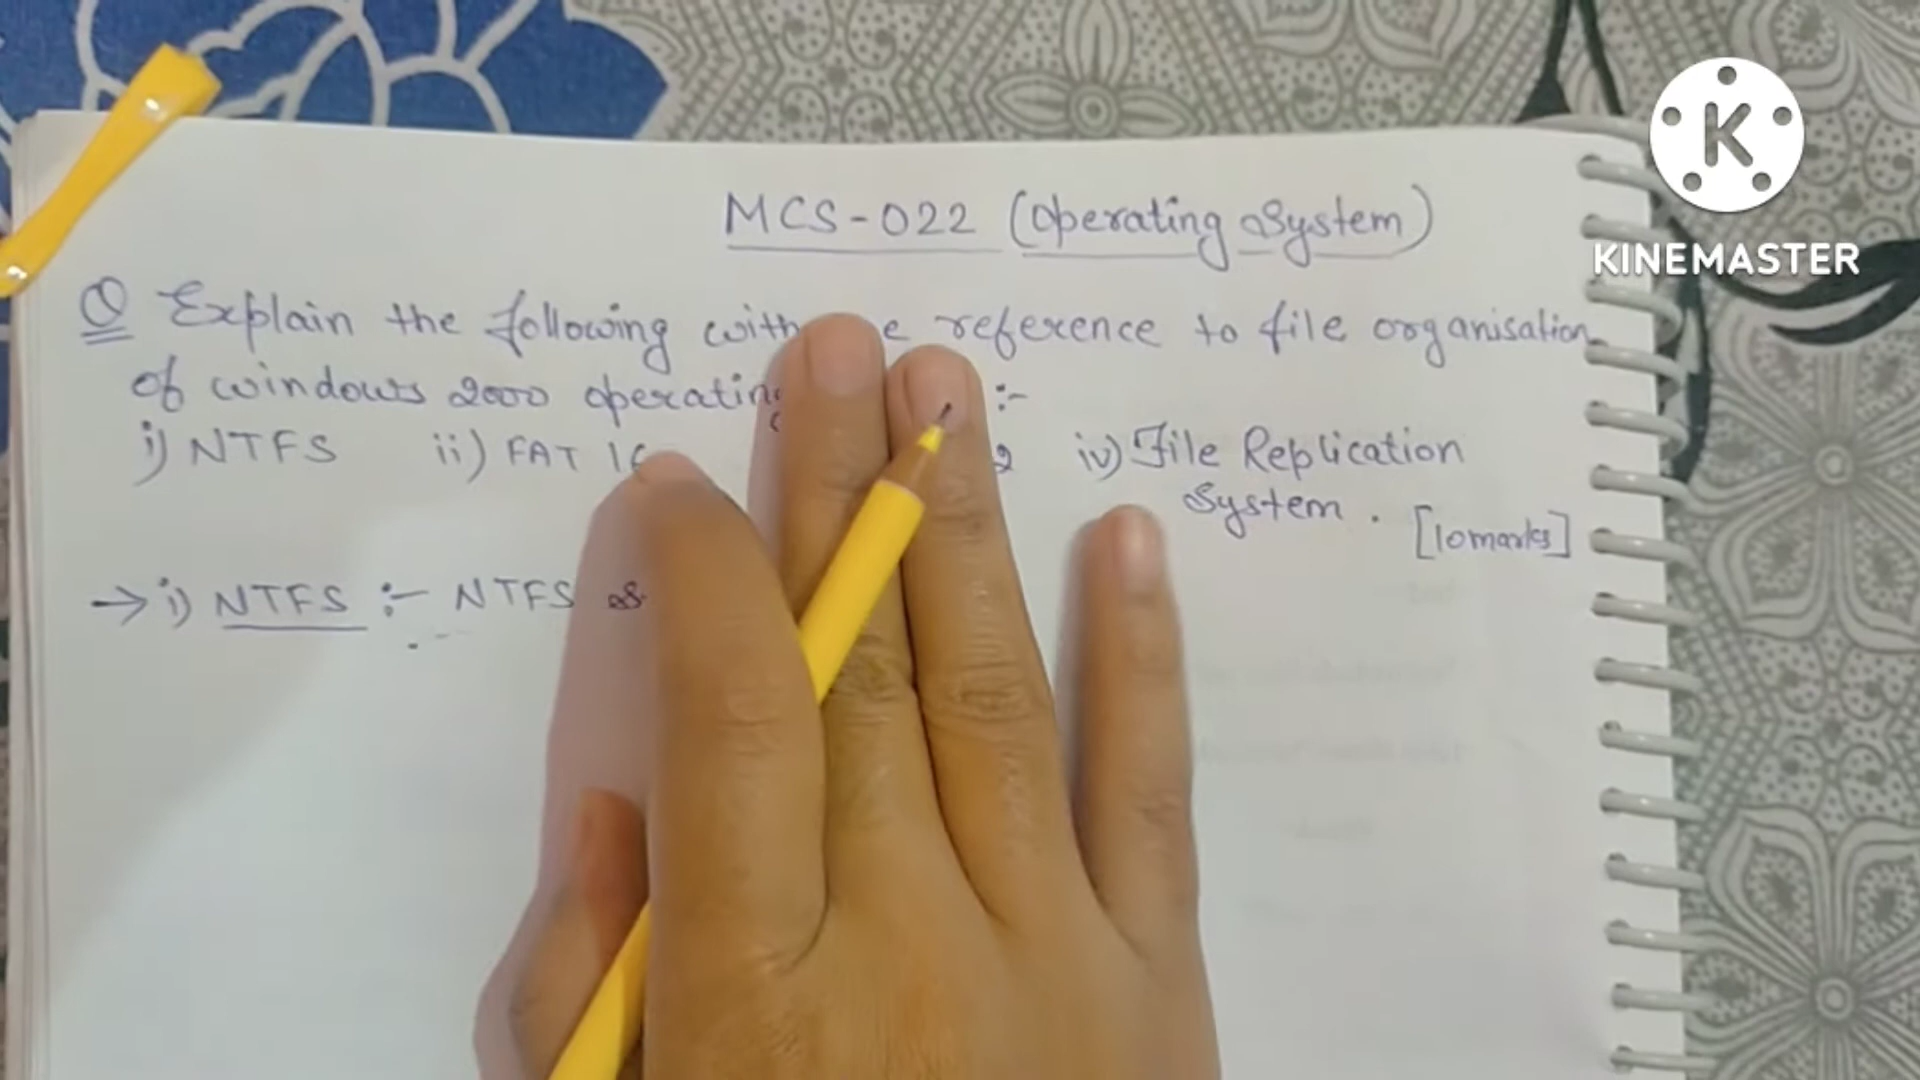 MCS-022 (Operating System)
K
KINEMASTER
Q Explain the following with reference to file organisation
of windows 2000 operating :-
i) NTFS ii) FAT 16 iv) File Replication
System. [10marks]
→ i) NTFS :- NTFS